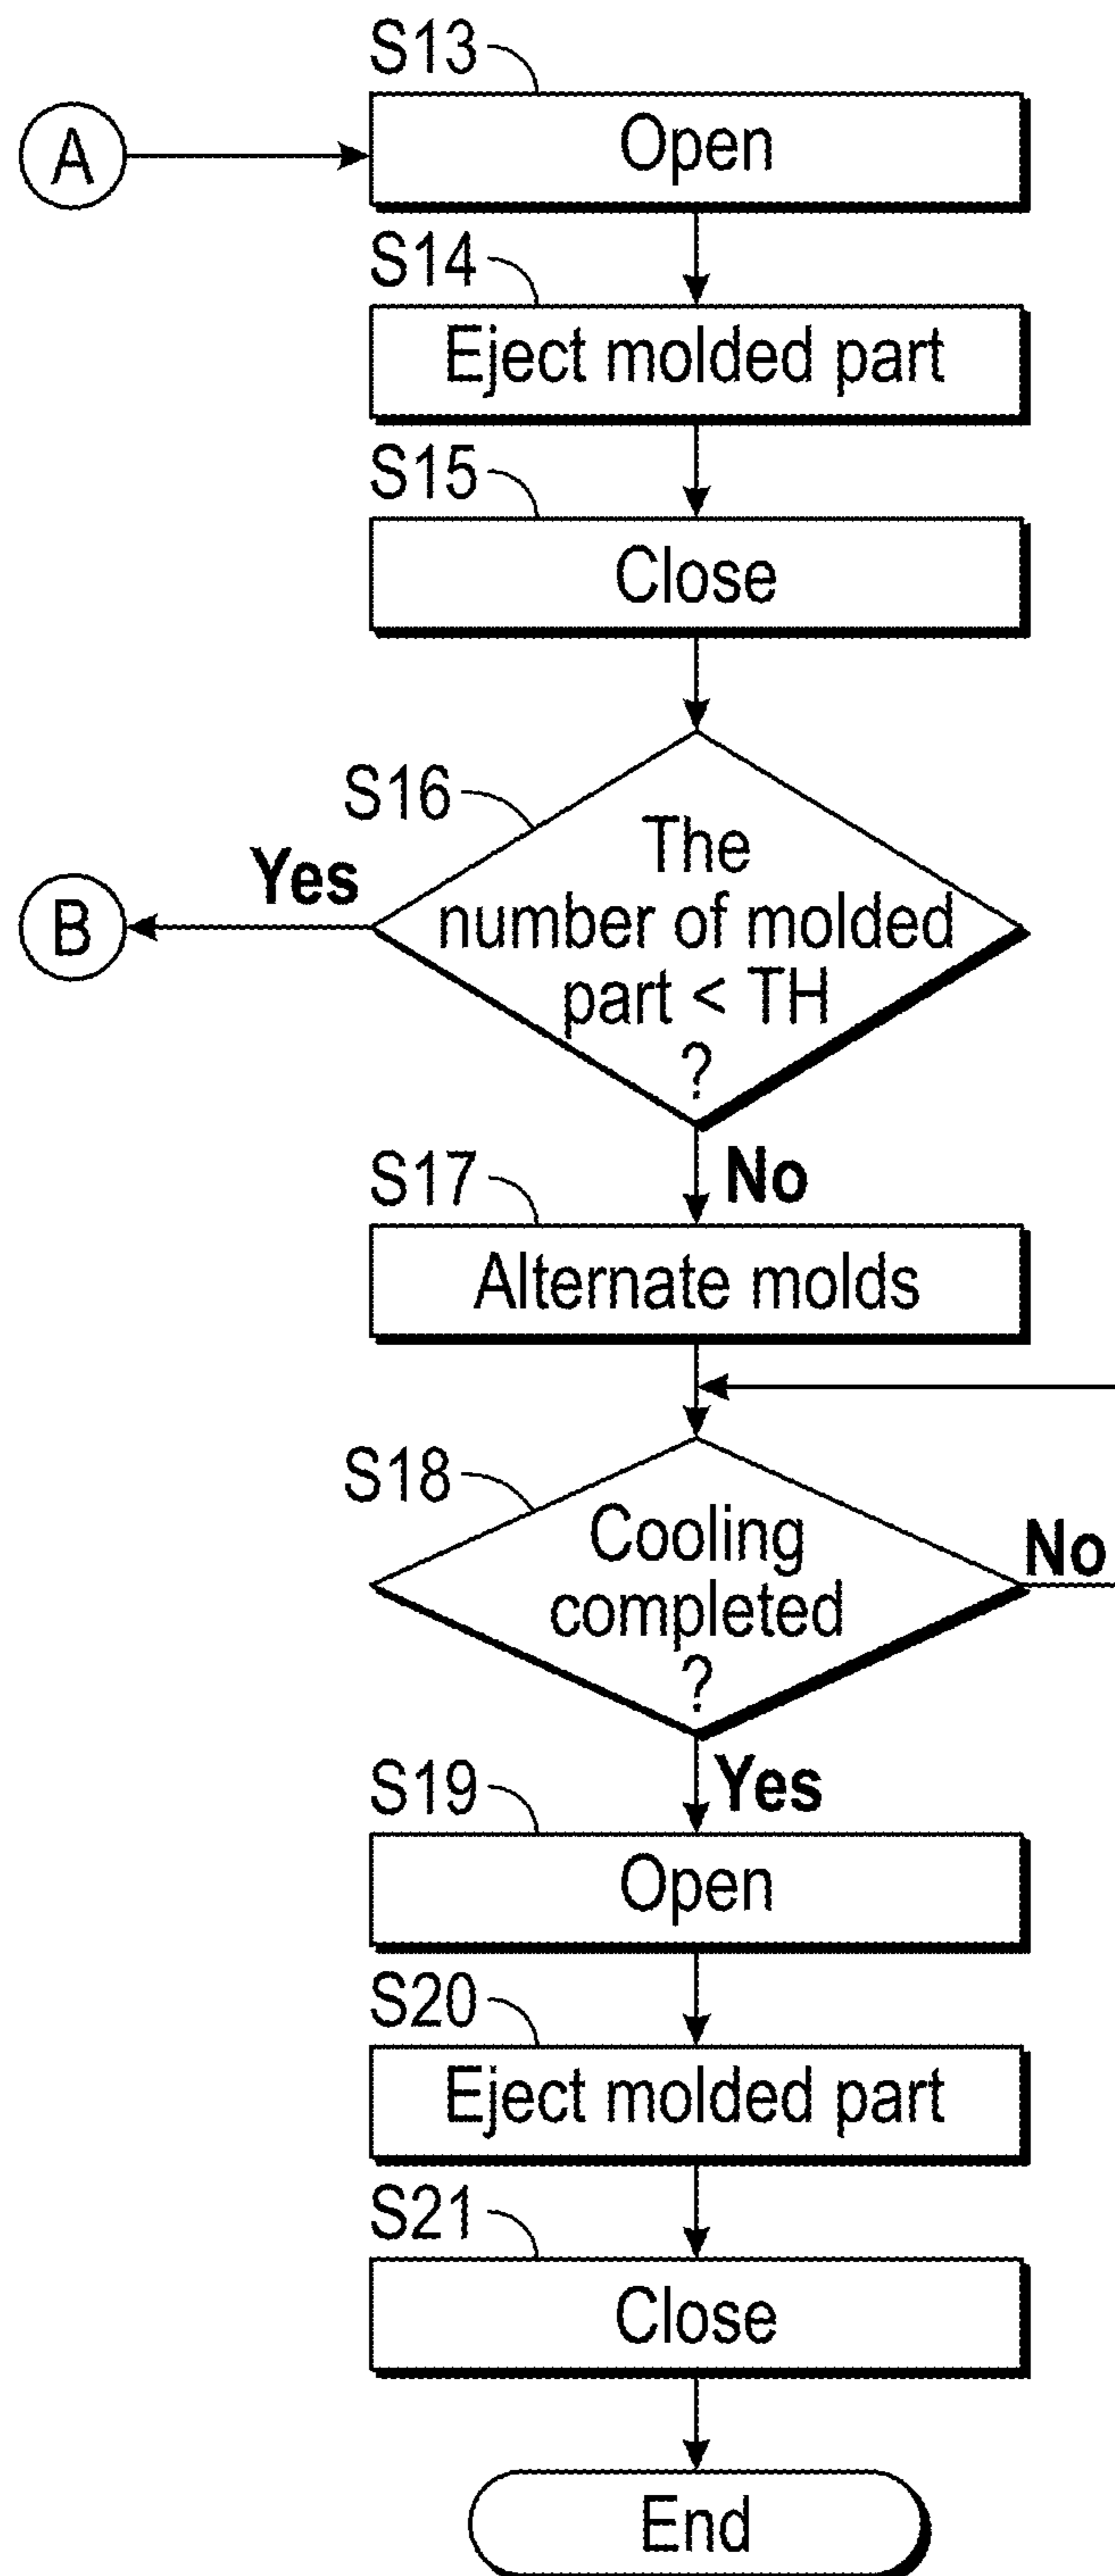 S13
A
Open
S14
Eject molded part
S15
Close
S16
The
number of molded
part < TH
?
Yes
B
No
S17
Alternate molds
S18
Cooling
completed
?
No
Yes
S19
Open
S20
Eject molded part
S21
Close
End